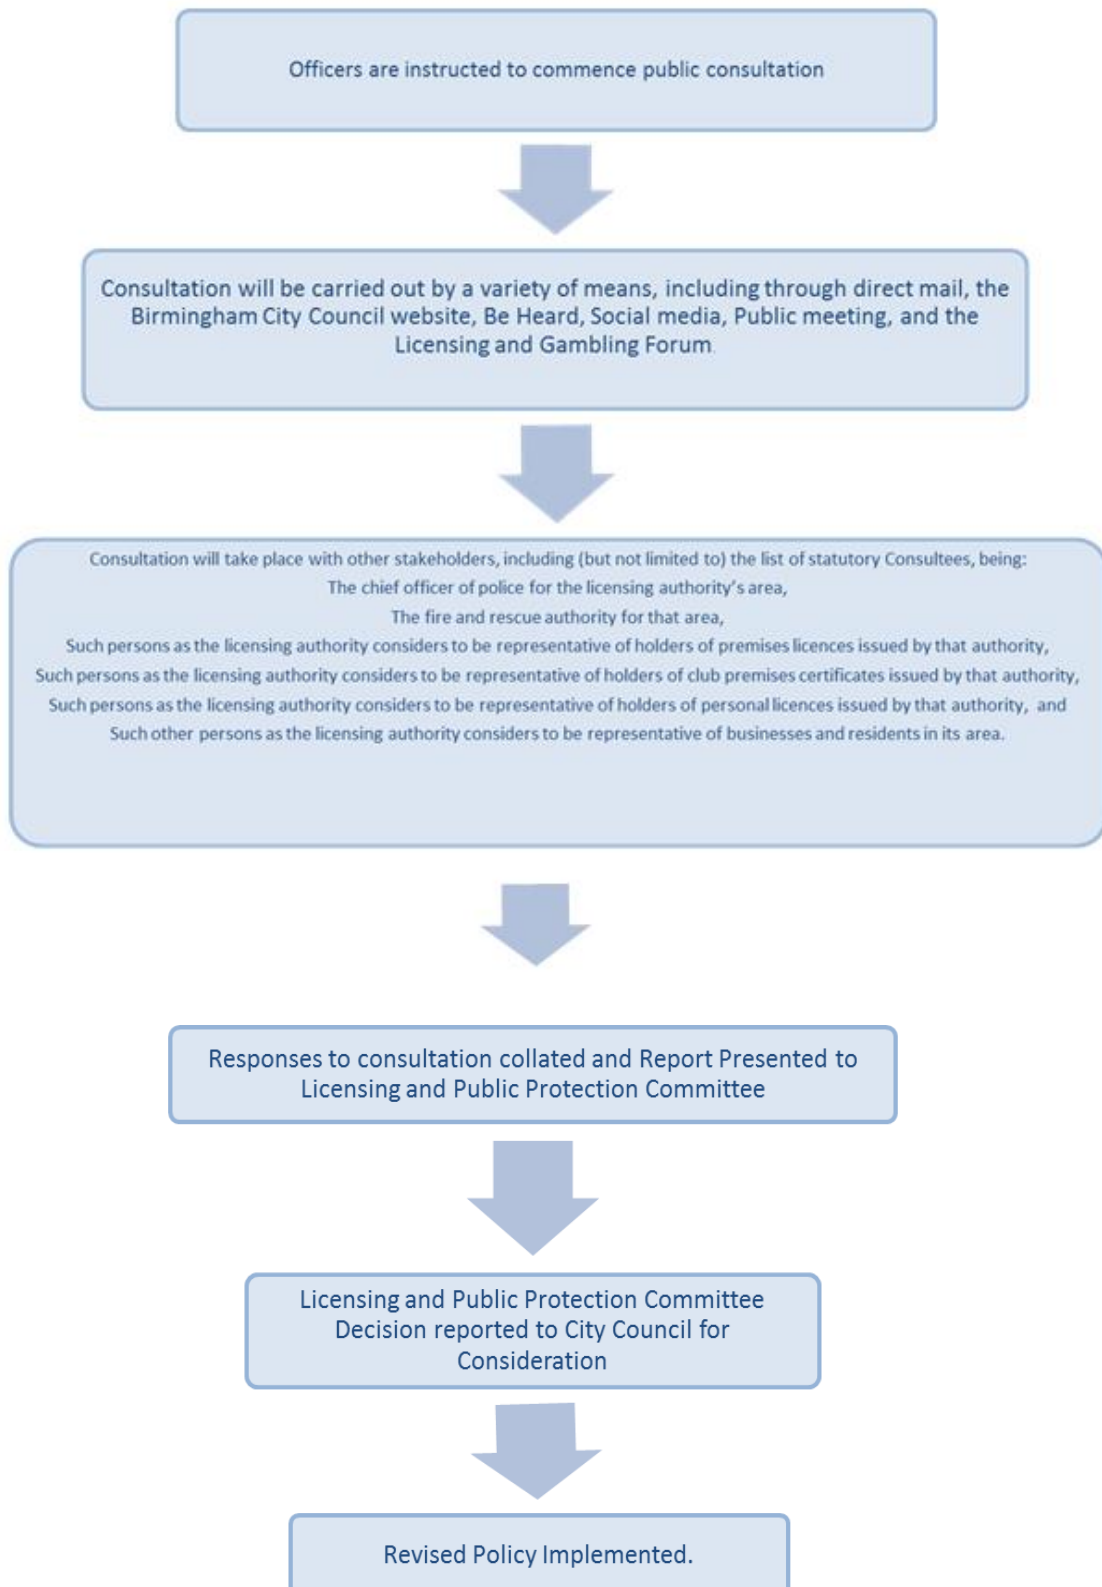 Officers are instructed to commence public consultation
Consultation will be carried out by a variety of means, including through direct mail, the
Birmingham City Council website, Be Heard, Social media, Public meeting, and the
Licensing and Gambling Forum.
Consultation will take place with other stakeholders, including (but not limited to) the list of statutory Consultees, being:
The chief officer of police for the licensing authority's area,
The fire and rescue authority for that area,
Such persons as the licensing authority considers to be representative of holders of premises licences issued by that authority,
Such persons as the licensing authority considers to be representative of holders of club premises certificates issued by that authority,
Such persons as the licensing authority considers to be representative of holders of personal licences issued by that authority, and
Such other persons as the licensing authority considers to be representative of businesses and residents in its area.
Responses to consultation collated and Report Presented to
Licensing and Public Protection Committee
Licensing and Public Protection Committee
Decision reported to City Council for
Consideration
Revised Policy Implemented.